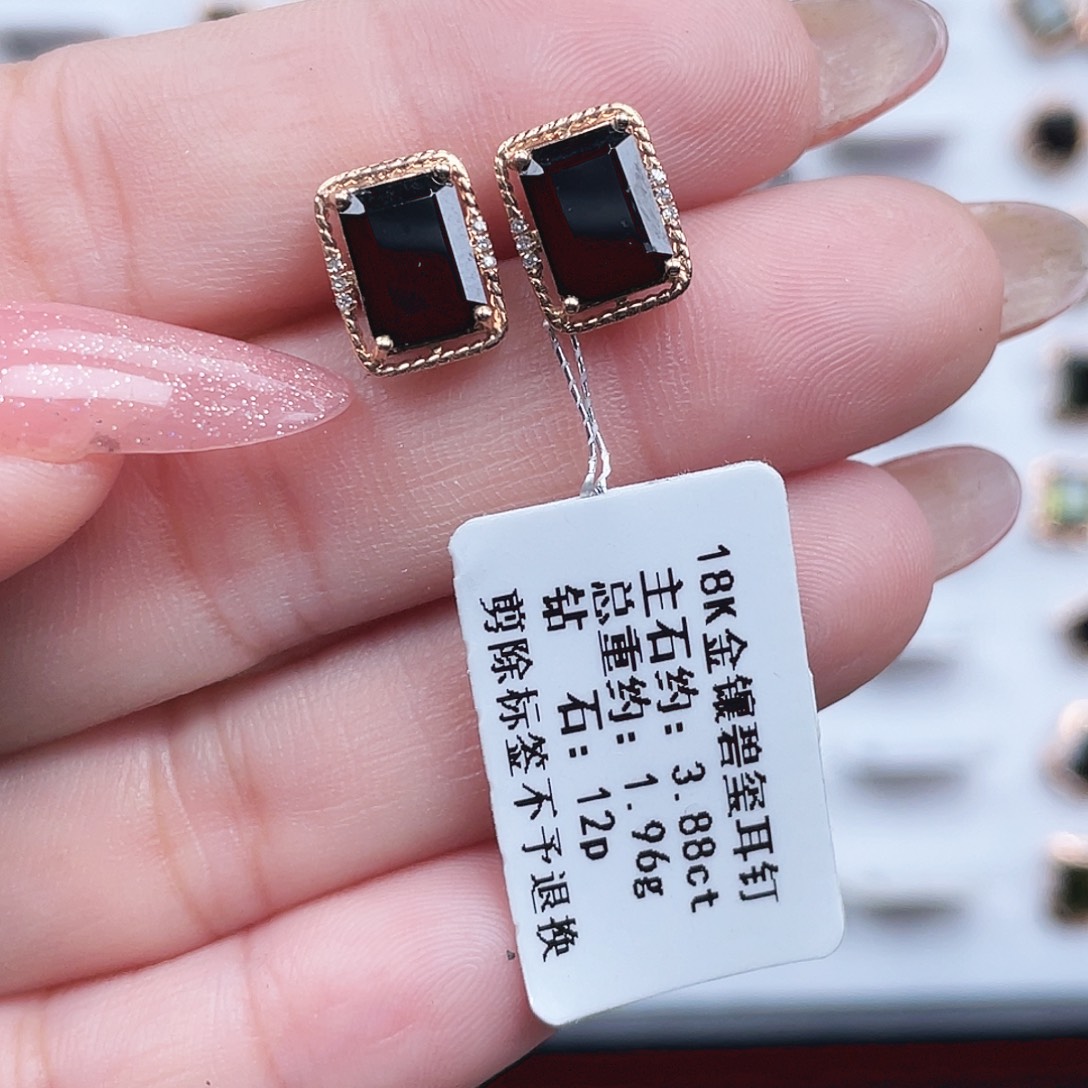 18K金镶碧玺耳钉
主石约: 3.88ct
总重约: 1.96g
钻 石: 12p
剪除标签不予退换